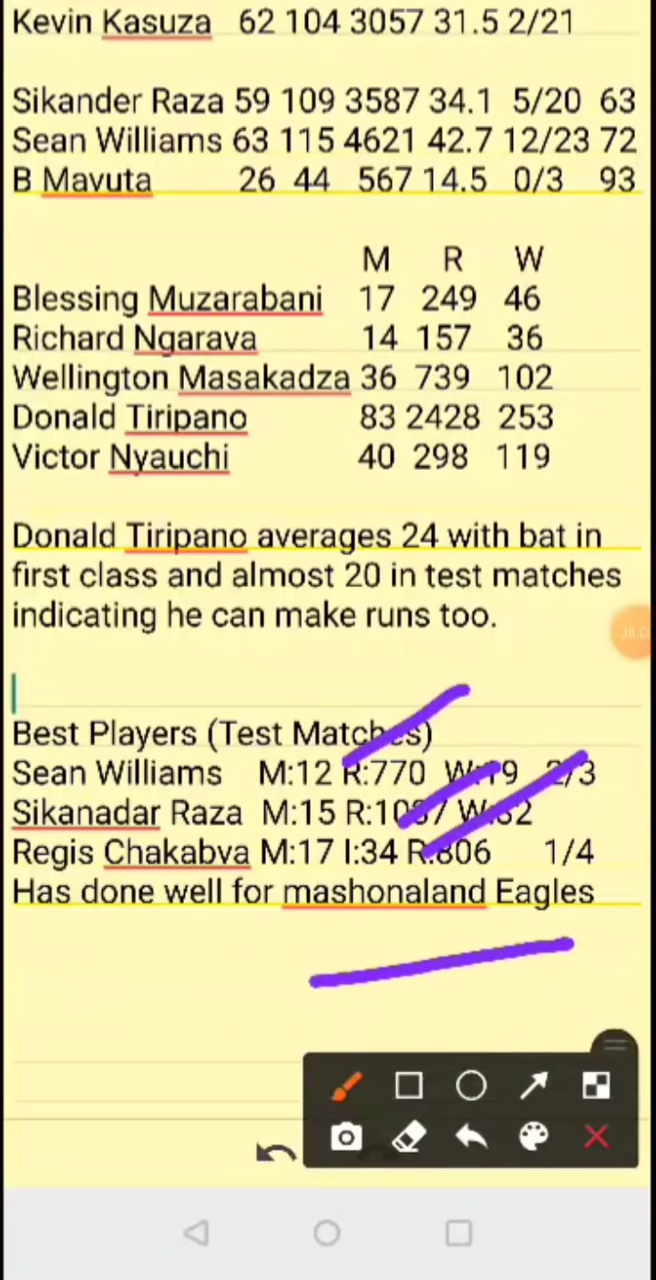 Kevin Kasuza 62 104 3057 31.5 2/21
Sikander Raza 59 109 3587 34.1 5/20 63
Sean Williams 63 115 4621 42.7 12/23 72
B Mavuta 26 44 567 14.5 0/3 93
M R W
Blessing Muzarabani 17 249 46
Richard Ngarava 14 157 36
Wellington Masakadza 36 739 102
Donald Tiripano 83 2428 253
Victor Nyauchi 40 298 119
Donald Tiripano averages 24 with bat in
first class and almost 20 in test matches
indicating he can make runs too.
Best Players (Test Matches)
Sean Williams M:12 R:770 W:19 2/3
Sikanadar Raza M:15 R:1037 W:32
Regis Chakabva M:17 I:34 R:806 1/4
Has done well for mashonaland Eagles